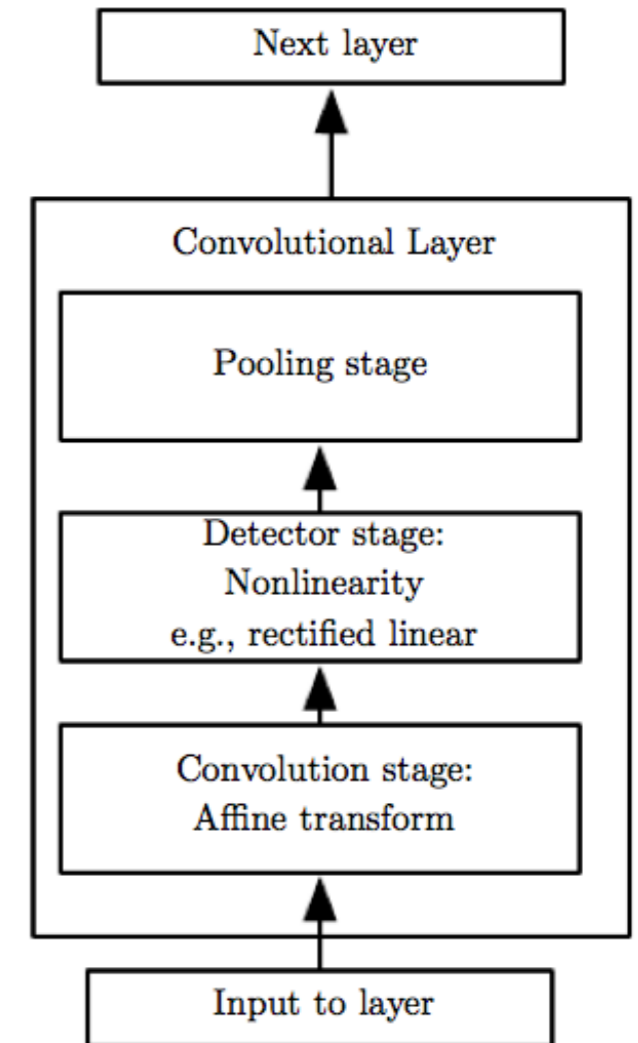 Next layer
Convolutional Layer
Pooling stage
Detector stage:
Nonlinearity
e.g., rectified linear
Convolution stage:
Affine transform
Input to layer